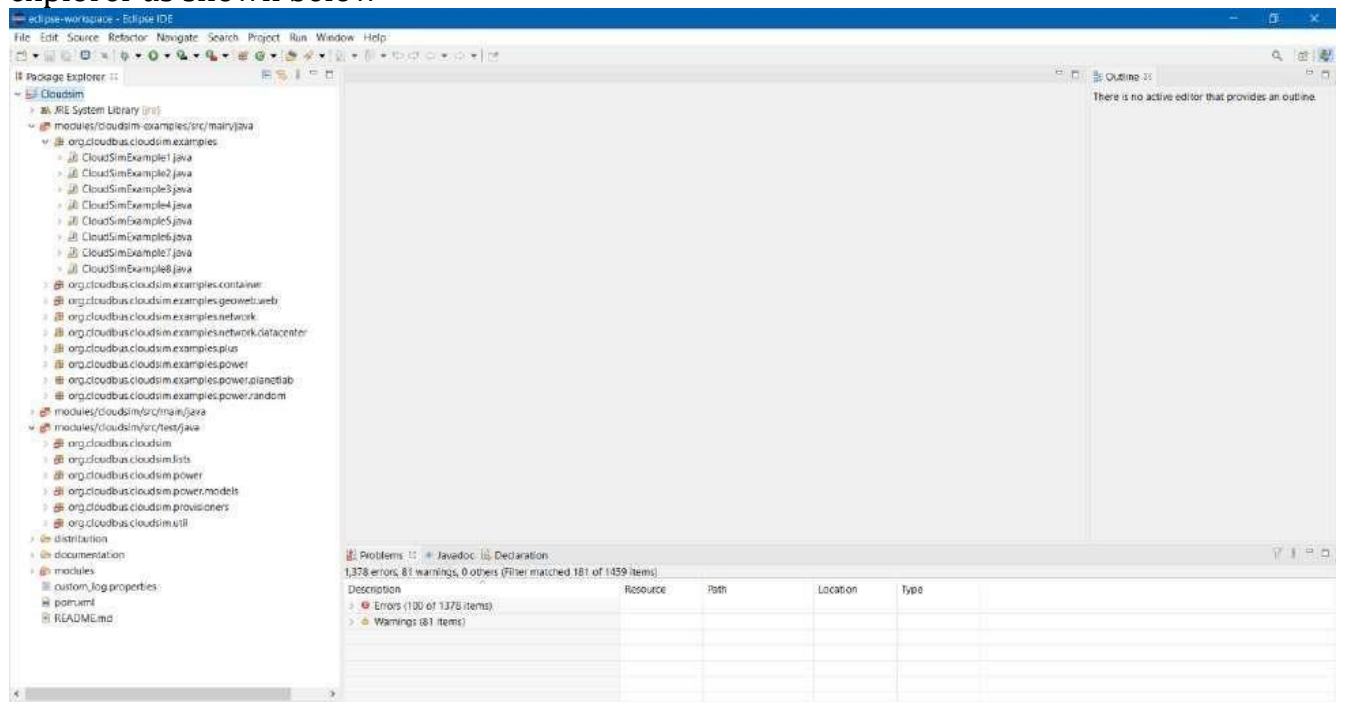 explorer as shown below
eclipse-workspace - Eclipse IDE
File Edit Source Refactor Navigate Search Project Run Window Help
Package Explorer
Outline
There is no active editor that provides an outline.
Cloudsim
JRE System Library [jre]
modules/cloudsim-examples/src/main/java
org.cloudbus.cloudsim.examples
CloudSimExample1.java
CloudSimExample2.java
CloudSimExample3.java
CloudSimExample4.java
CloudSimExample5.java
CloudSimExample6.java
CloudSimExample7.java
CloudSimExample8.java
org.cloudbus.cloudsim.examples.container
org.cloudbus.cloudsim.examples.geoweb.web
org.cloudbus.cloudsim.examples.network
org.cloudbus.cloudsim.examples.network.datacenter
org.cloudbus.cloudsim.examples.plus
org.cloudbus.cloudsim.examples.power
org.cloudbus.cloudsim.examples.power.planetlab
org.cloudbus.cloudsim.examples.power.random
modules/cloudsim/src/main/java
modules/cloudsim/src/test/java
org.cloudbus.cloudsim
org.cloudbus.cloudsim.lists
org.cloudbus.cloudsim.power
org.cloudbus.cloudsim.power.models
org.cloudbus.cloudsim.provisioners
org.cloudbus.cloudsim.util
distribution
documentation
modules
custom_log.properties
pom.xml
README.md
Problems Javadoc Declaration
1,378 errors, 81 warnings, 0 others (Filter matched 181 of 1459 items)
Description Resource Path Location Type
Errors (100 of 1378 items)
Warnings (81 items)